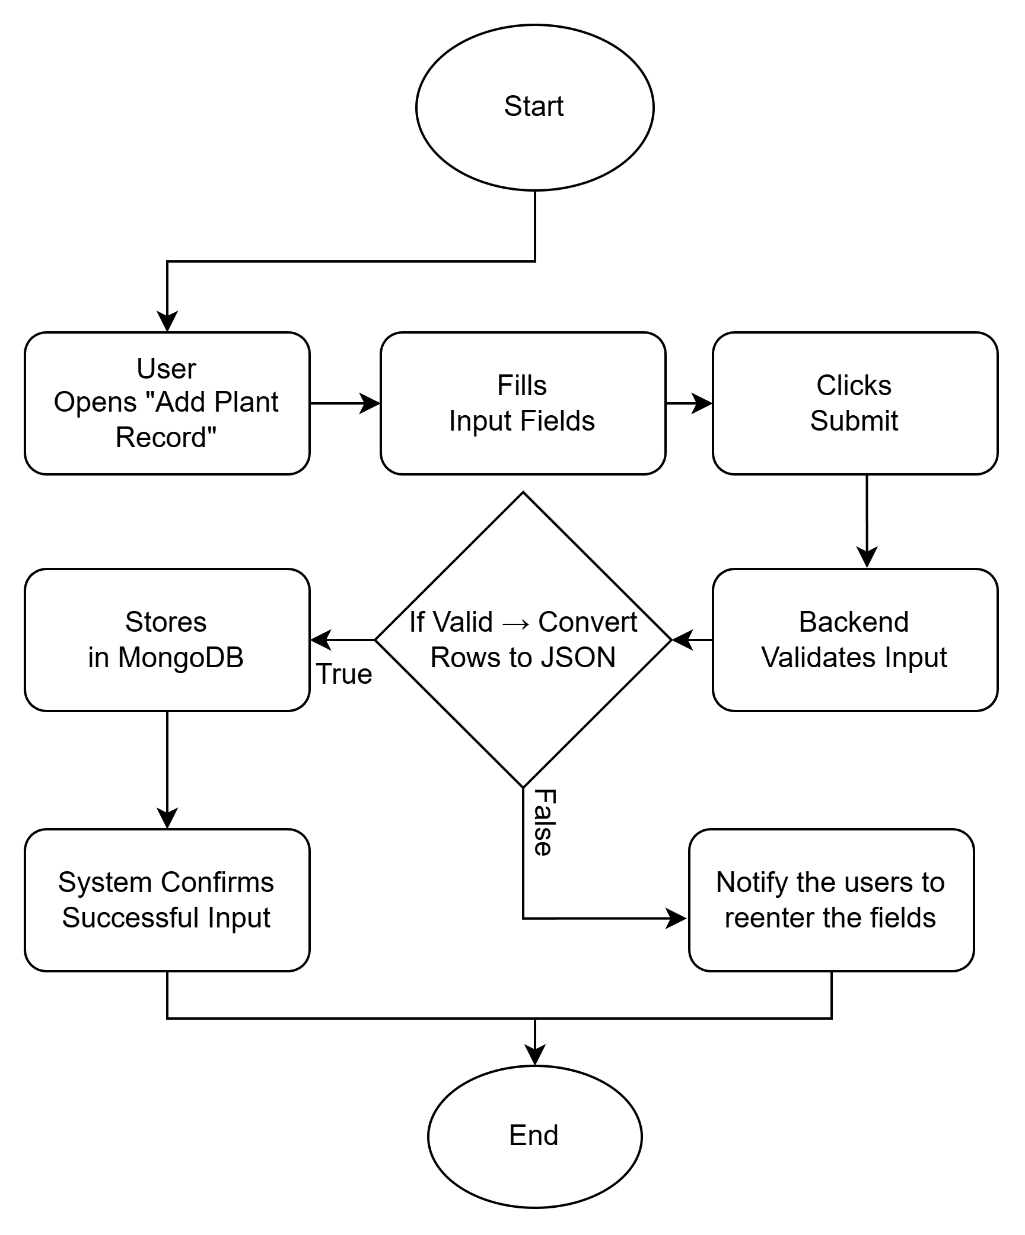 Start
User
Opens "Add Plant
Record"
Fills
Input Fields
Clicks
Submit
Backend
Validates Input
If Valid → Convert
Rows to JSON
True
Stores
in MongoDB
False
System Confirms
Successful Input
Notify the users to
reenter the fields
End